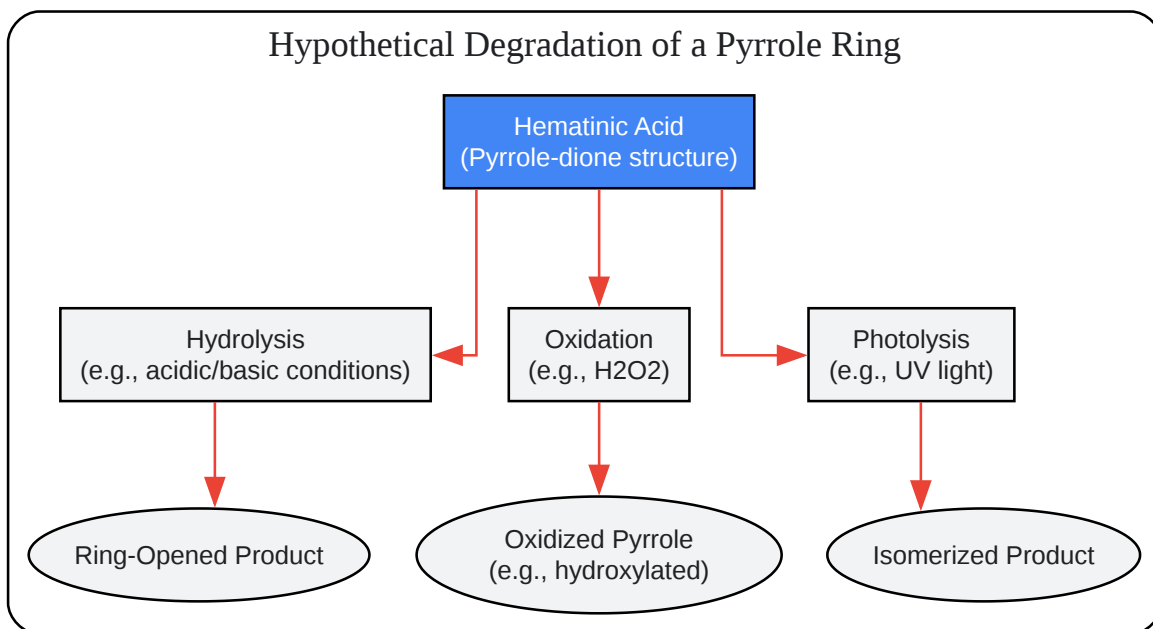 Hypothetical Degradation of a Pyrrole Ring
Hematinic Acid
(Pyrrole-dione structure)
Hydrolysis
(e.g., acidic/basic conditions)
Oxidation
(e.g., H2O2)
Photolysis
(e.g., UV light)
Ring-Opened Product
Oxidized Pyrrole
(e.g., hydroxylated)
Isomerized Product